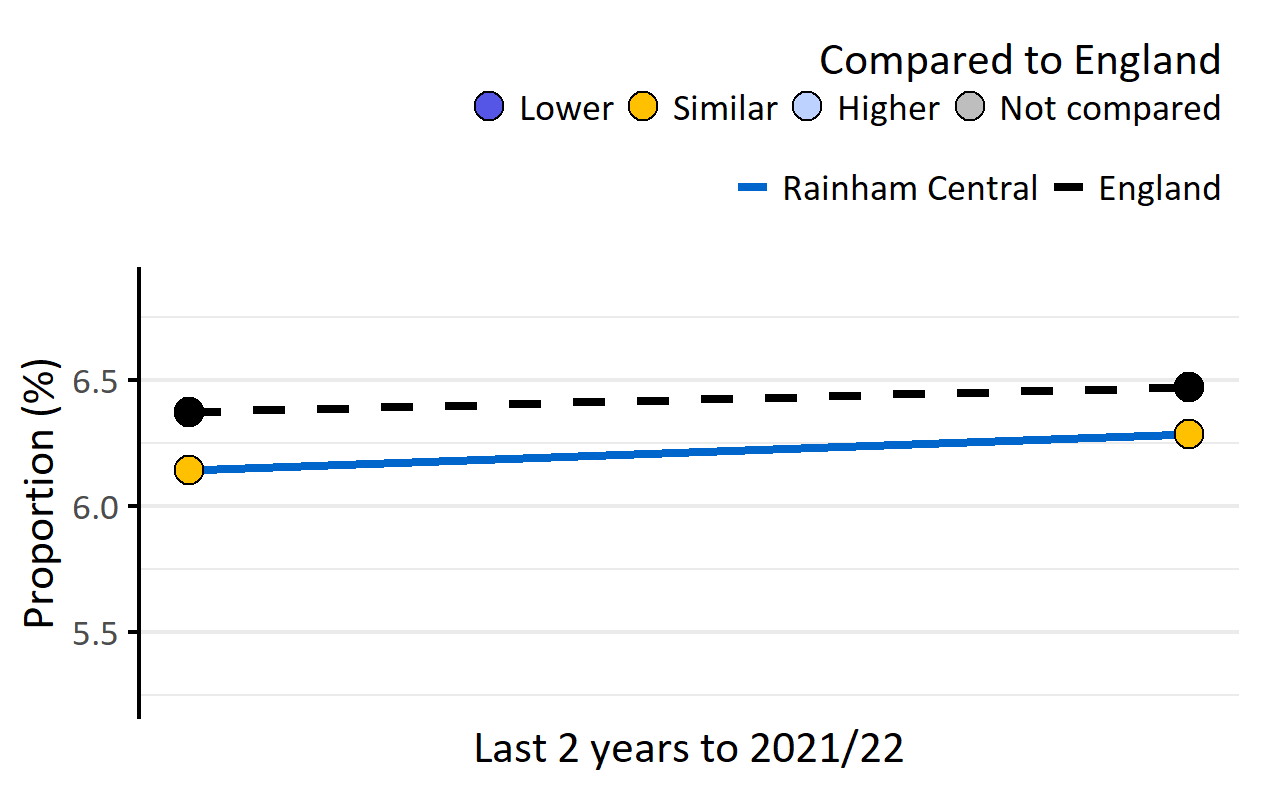 Compared to England
Lower Similar Higher Not compared
Rainham Central England
Proportion (%)
6.5
6.0
5.5
Last 2 years to 2021/22